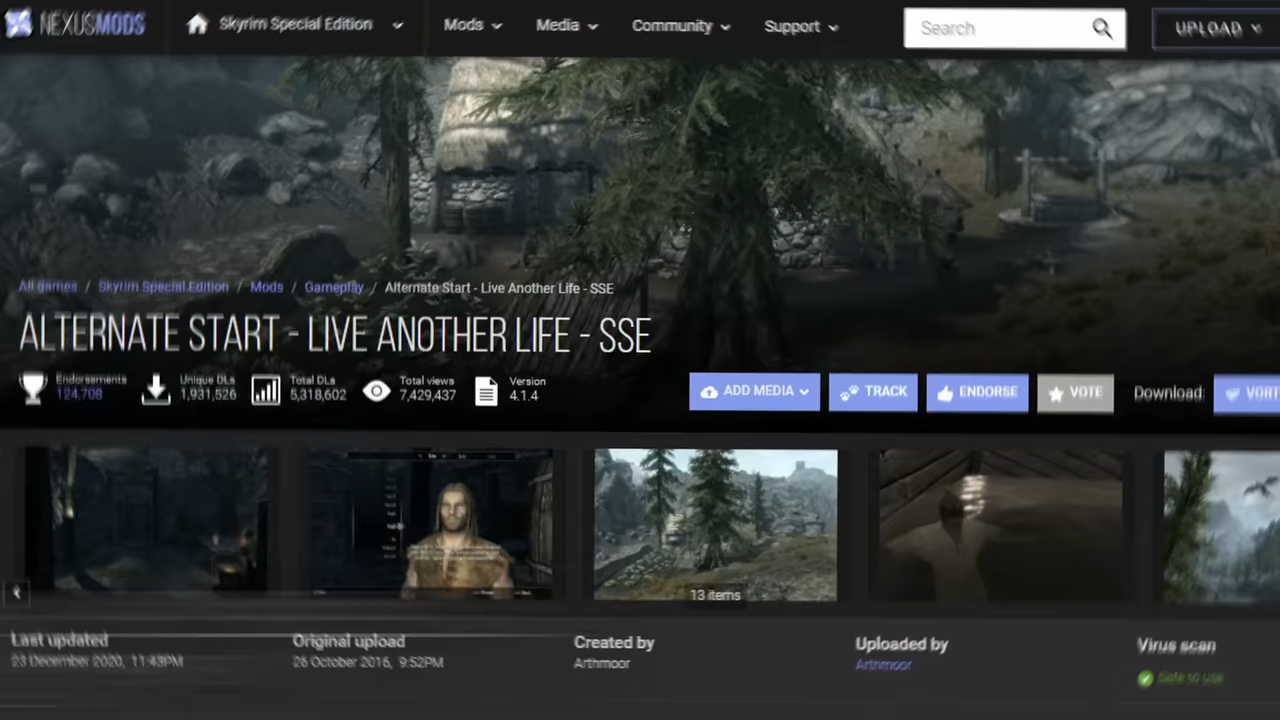 NEXUSMODS
Skyrim Special Edition
Mods
Media
Community
Support
Search
UPLOAD
All games / Skyrim Special Edition / Mods / Gameplay / Alternate Start - Live Another Life - SSE
ALTERNATE START - LIVE ANOTHER LIFE - SSE
Endorsements
124,708
Unique DLs
1,931,526
Total DLs
5,318,602
Total views
7,429,437
Version
4.1.4
ADD MEDIA
TRACK
ENDORSE
VOTE
Download:
VORT
13 items
Last updated
23 December 2020, 11:43PM
Original upload
26 October 2016, 9:52PM
Created by
Arthmoor
Uploaded by
Arthmoor
Virus scan
Safe to use